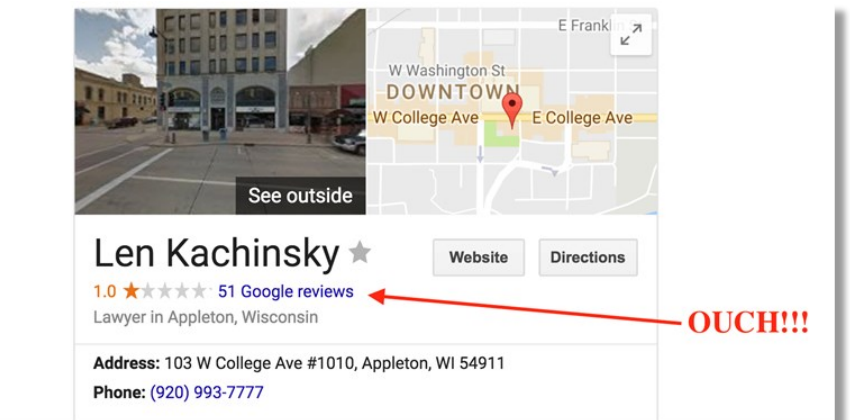 E Franklin St
W Washington St
DOWNTOWN
W College Ave
E College Ave
See outside
Len Kachinsky
Website
Directions
1.0
51 Google reviews
OUCH!!!
Lawyer in Appleton, Wisconsin
Address: 103 W College Ave #1010, Appleton, WI 54911
Phone: (920) 993-7777